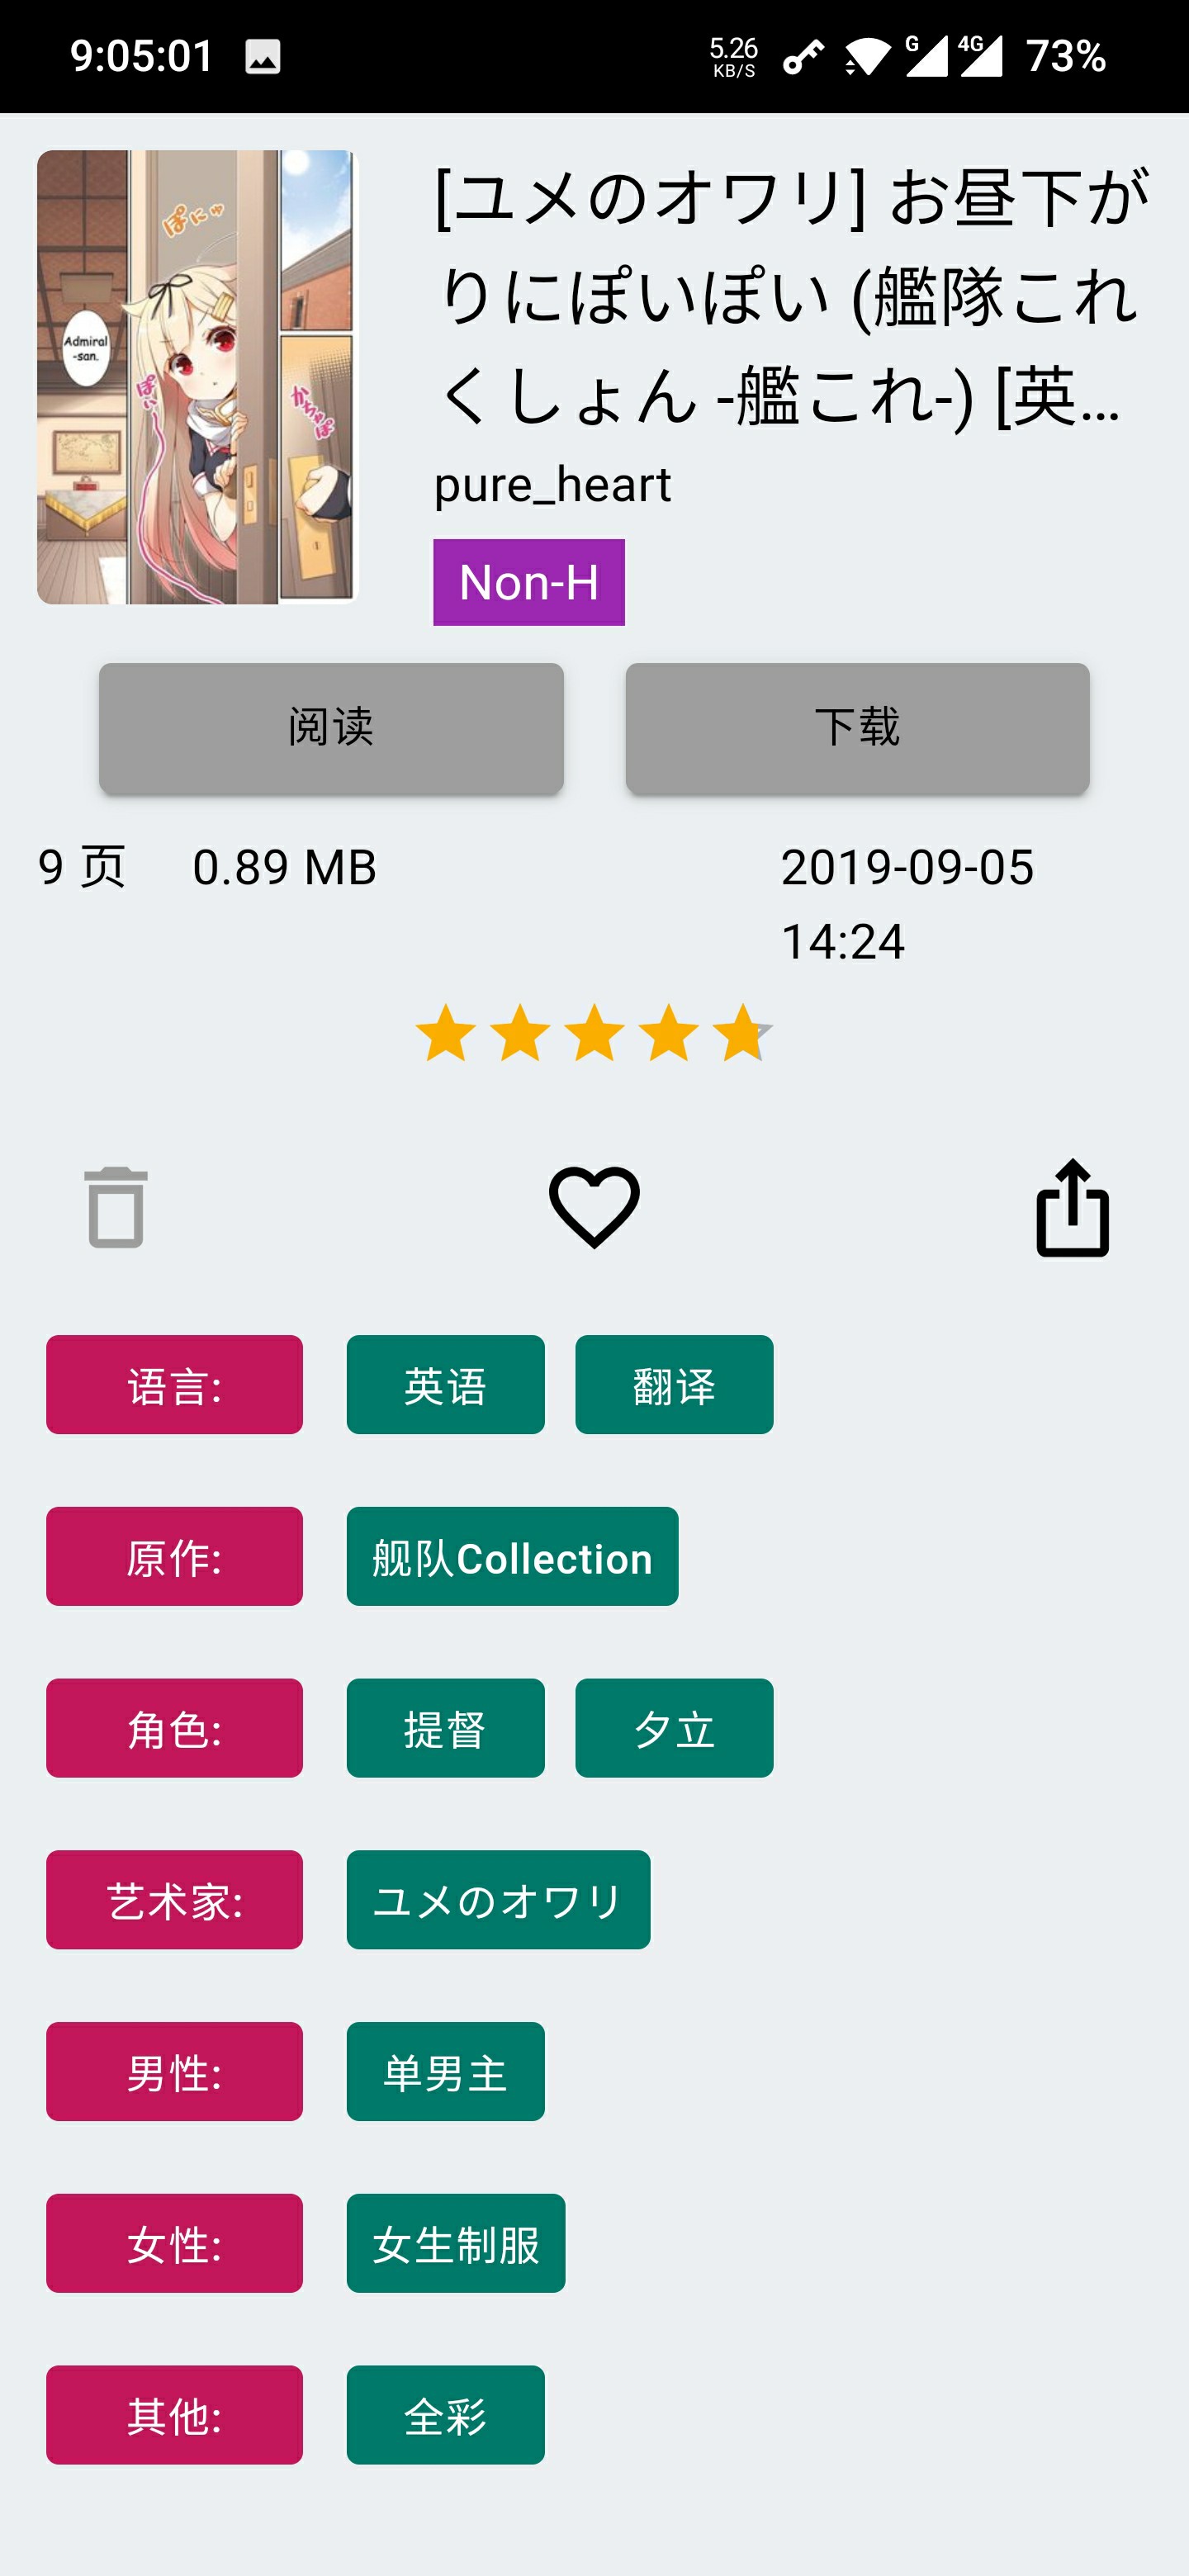 9:05:01
5.26
KB/S
G
4G
73%
[ユメのオワリ] お昼下が
りにぽいぽい (艦隊これ
くしょん -艦これ-) [英...
pure_heart
Non-H
ぽにゅ
Admiral
-san.
ぽい
かちゃぽ
阅读
下载
9 页
0.89 MB
2019-09-05
14:24
语言:
英语
翻译
原作:
舰队Collection
角色:
提督
夕立
艺术家:
ユメのオワリ
男性:
单男主
女性:
女生制服
其他:
全彩